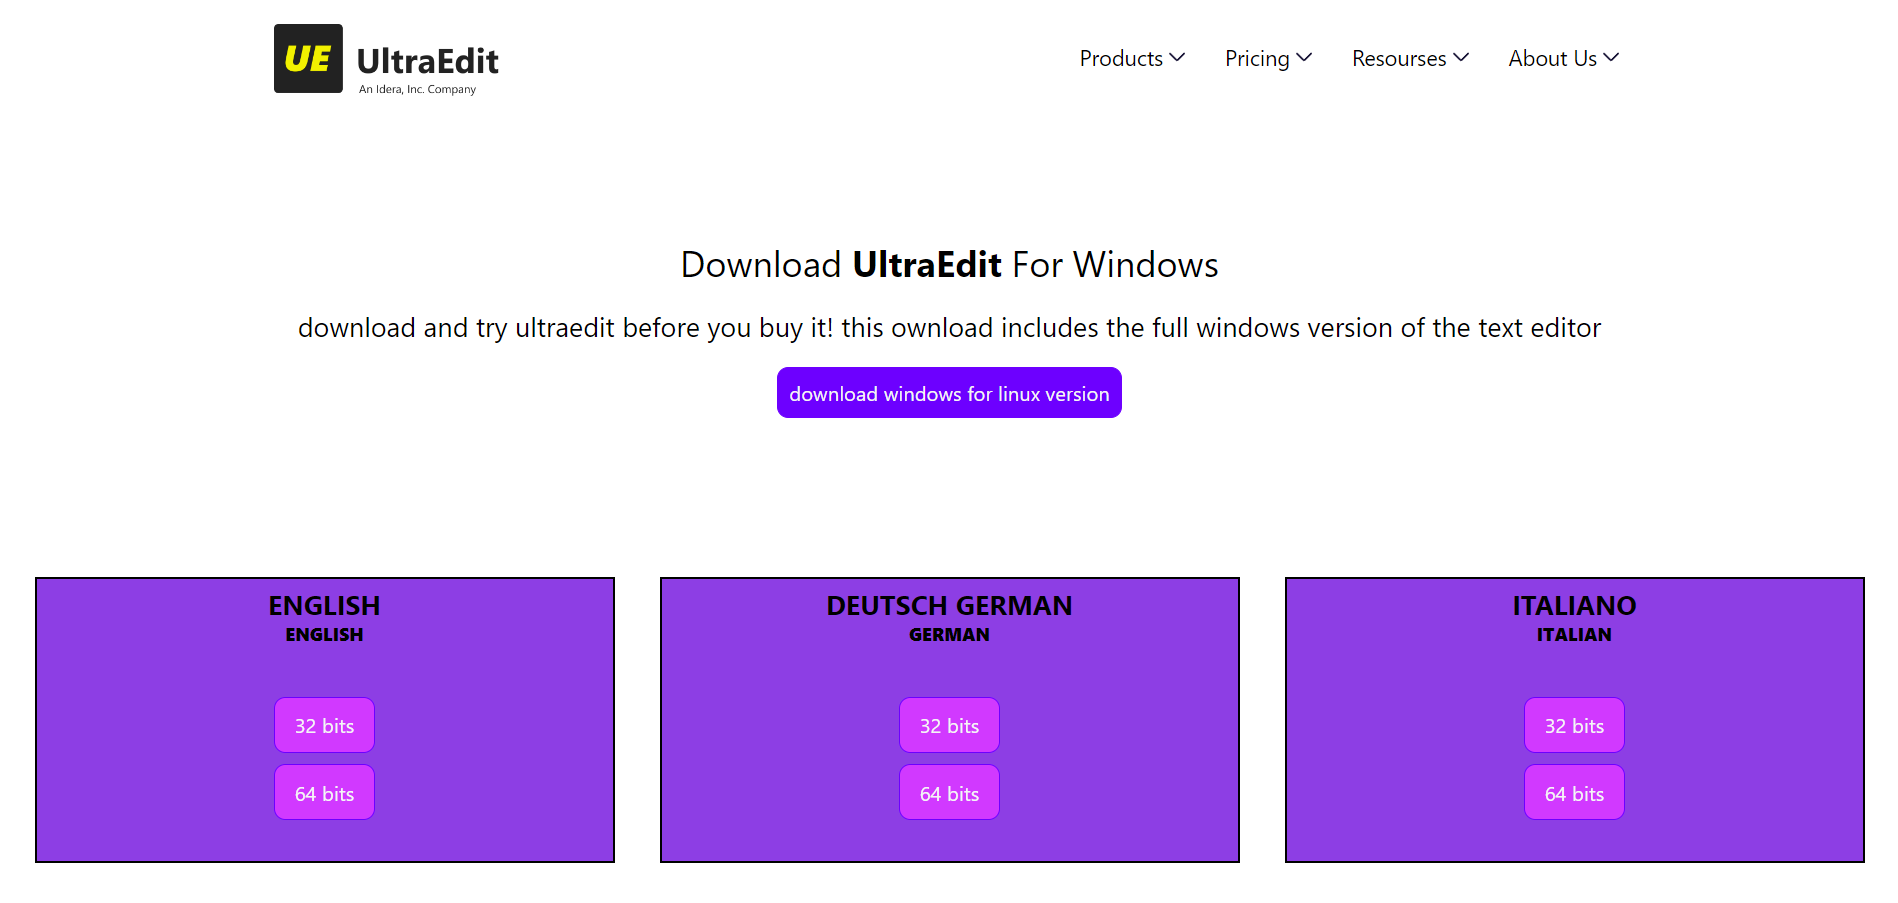 UE UltraEdit
An Idera, Inc. Company
Products Pricing Resourses About Us
Download UltraEdit For Windows
download and try ultraedit before you buy it! this ownload includes the full windows version of the text editor
download windows for linux version
ENGLISH
ENGLISH
32 bits
64 bits
DEUTSCH GERMAN
GERMAN
32 bits
64 bits
ITALIANO
ITALIAN
32 bits
64 bits